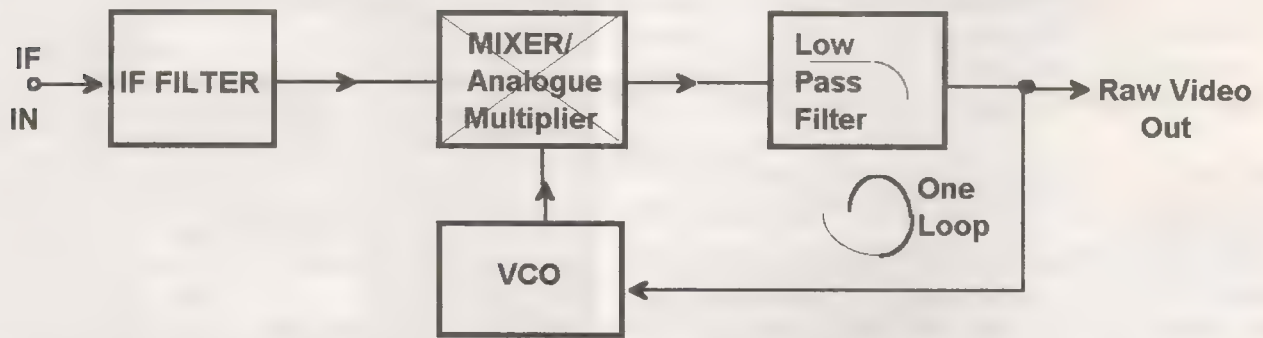 IF
IN
IF FILTER
MIXER/
Analogue
Multiplier
Low
Pass
Filter
Raw Video
Out
One
Loop
VCO